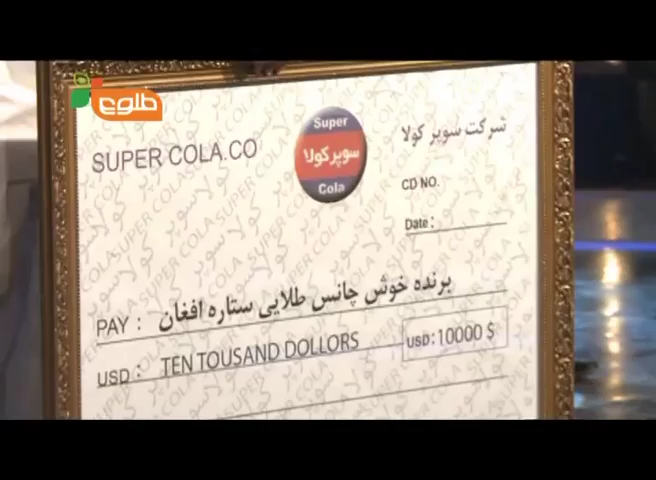 طلوع
SUPER COLA.CO
Super
سوپر کولا
Cola
شرکت سوپر کولا
CD NO.
Date :
PAY : برنده خوش چانس طلایی ستاره افغان
USD : TEN TOUSAND DOLLORS
USD : 10000 $